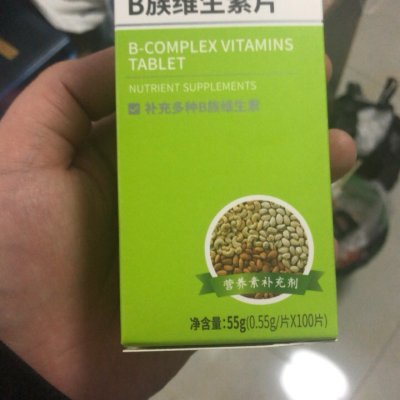 B族维生素片
B-COMPLEX VITAMINS
TABLET
NUTRIENT SUPPLEMENTS
补充多种B族维生素
营养素补充剂
净含量:55g(0.55g/片X100片)